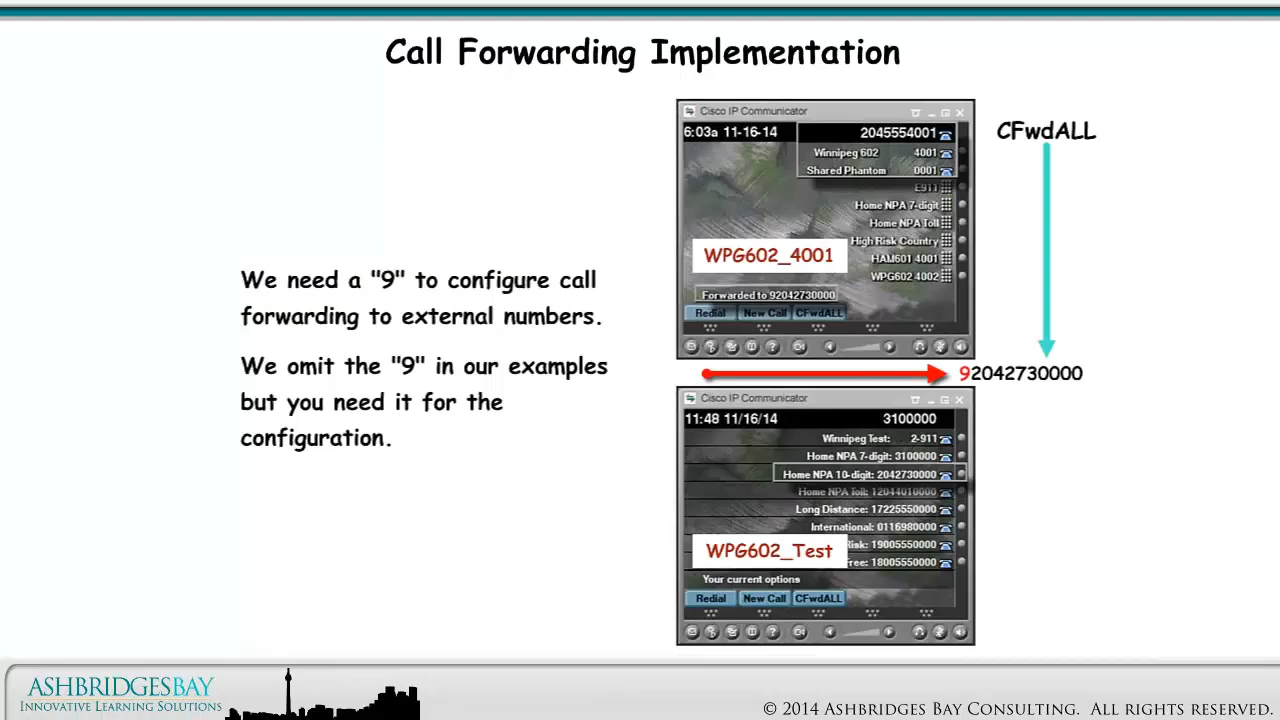 Call Forwarding Implementation
Cisco IP Communicator
6:03a 11-16-14
2045554001
Winnipeg 602 4001
Shared Phantom 0001
E911
Home NPA 7-digit
Home NPA Toll
High Risk Country
HAM601 4001
WPG602 4002
WPG602_4001
Forwarded to 92042730000
Redial New Call CFwdALL
CFwdALL
92042730000
We need a "9" to configure call
forwarding to external numbers.
We omit the "9" in our examples
but you need it for the
configuration.
Cisco IP Communicator
11:48 11/16/14
3100000
Winnipeg Test: 2-911
Home NPA 7-digit: 3100000
Home NPA 10-digit: 2042730000
Home NPA Toll: 12044010000
Long Distance: 17225550000
International: 0116980000
Risk: 19005550000
Free: 18005550000
WPG602_Test
Your current options
Redial New Call CFwdALL
ASHBRIDGESBAY
INNOVATIVE LEARNING SOLUTIONS
© 2014 ASHBRIDGES BAY CONSULTING. ALL RIGHTS RESERVED.